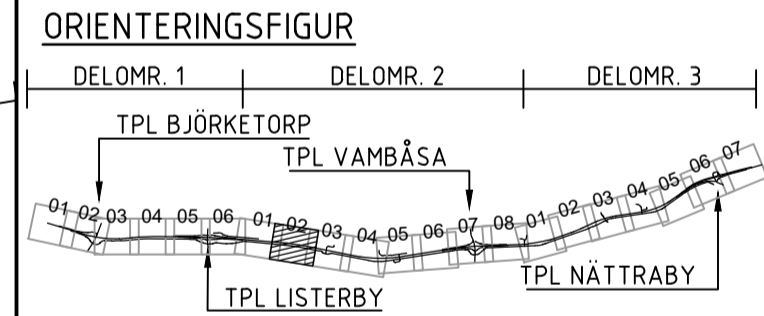 ORIENTERINGSFIGUR
DELOMR. 1 DELOMR. 2 DELOMR. 3
TPL BJÖRKETORP
TPL VAMBÅSA
01 02 03 04 05 06 01 02 03 04 05 06 07 08 01 02 03 04 05 06 07
TPL NÄTTRABY
TPL LISTERBY